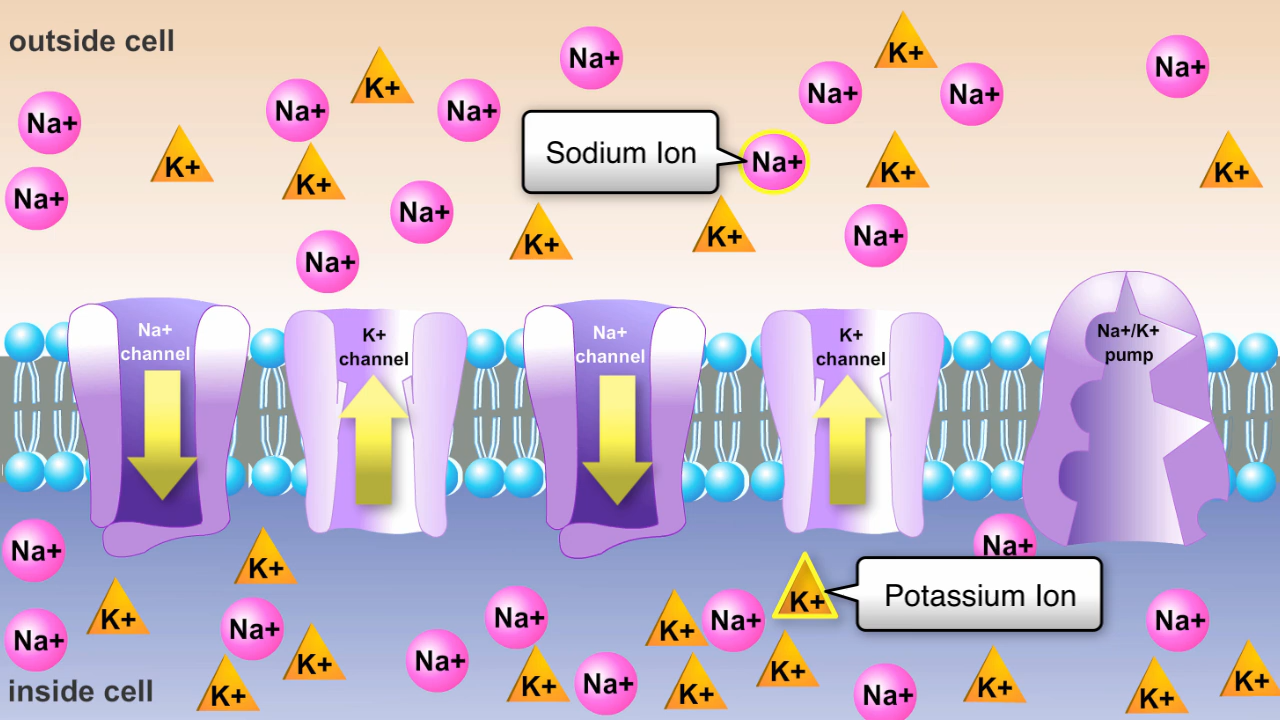 outside cell
Na+
K+
Na+
K+
Na+
Na+
Na+
Na+
K+
K+
Na+
Sodium Ion
Na+
K+
K+
Na+
K+
Na+
K+
K+
Na+
Na+
Na+
channel
K+
channel
Na+
channel
K+
channel
Na+/K+
pump
Na+
Na+
K+
K+
Potassium Ion
K+
Na+
K+
Na+
Na+
Na+
K+
Na+
Na+
K+
Na+
K+
K+
K+
Na+
K+
Na+
K+
K+
K+
inside cell